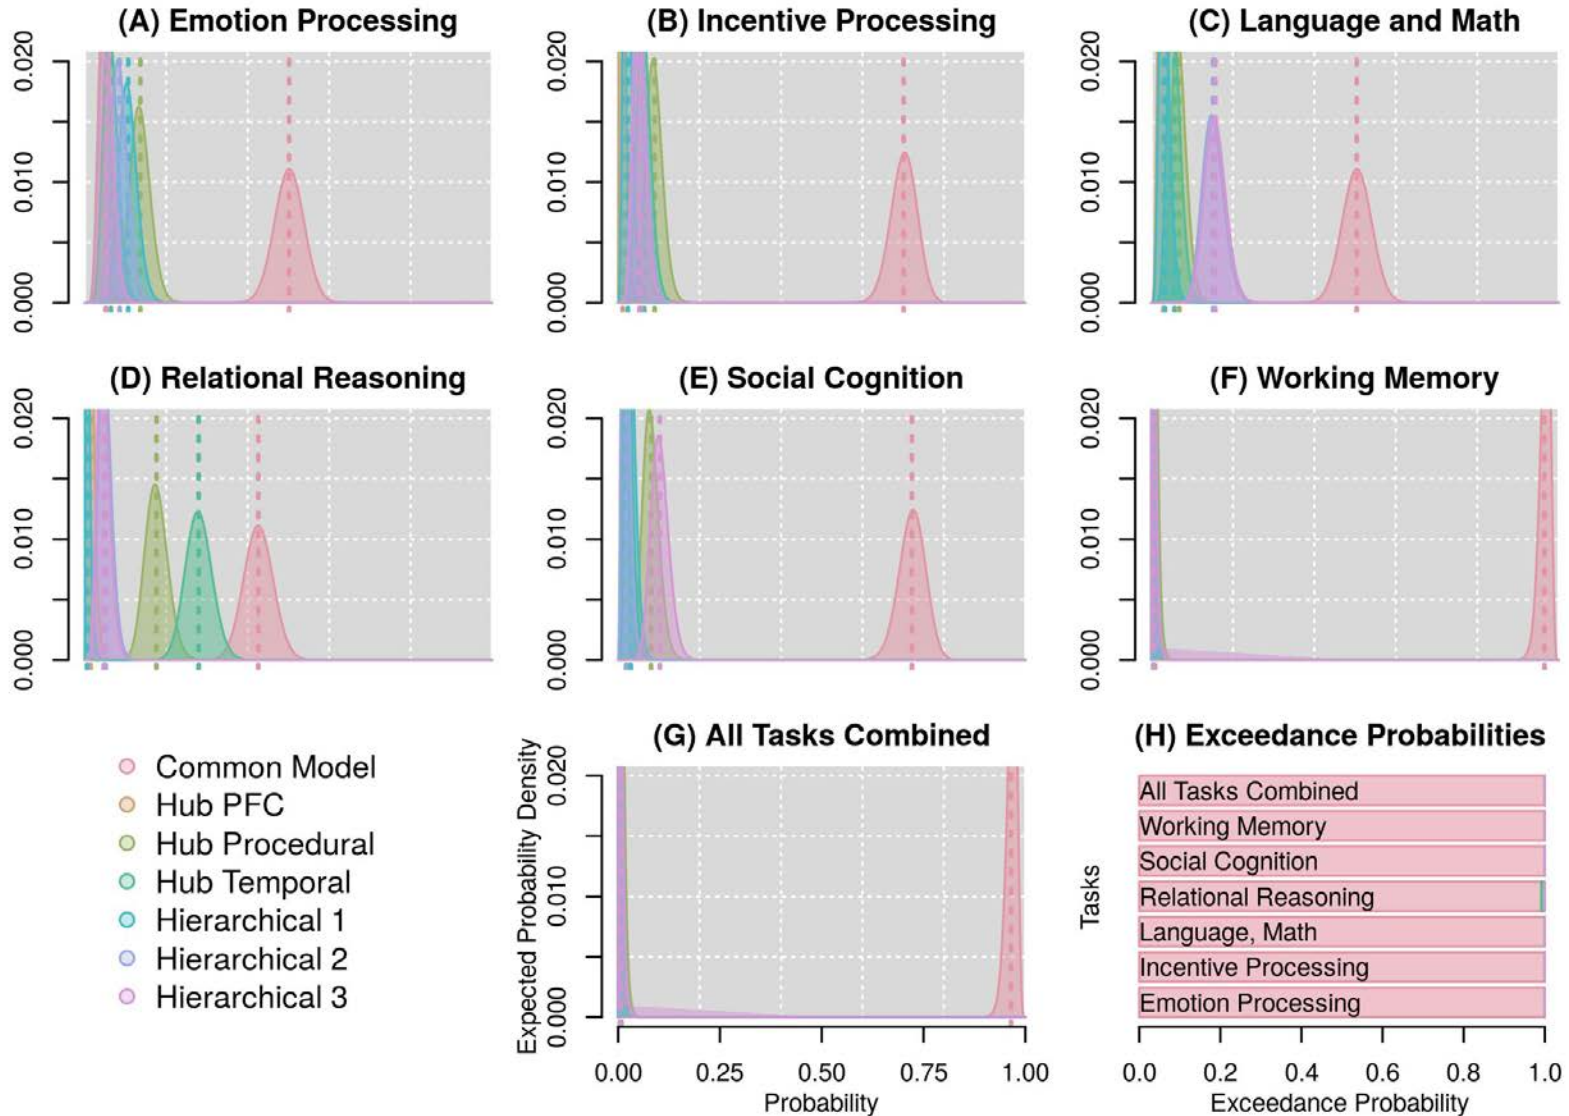 (A) Emotion Processing
0.020
0.010
0.000
(B) Incentive Processing
0.020
0.010
0.000
(C) Language and Math
0.020
0.010
0.000
(D) Relational Reasoning
0.020
0.010
0.000
(E) Social Cognition
0.020
0.010
0.000
(F) Working Memory
0.020
0.010
0.000
Common Model
Hub PFC
Hub Procedural
Hub Temporal
Hierarchical 1
Hierarchical 2
Hierarchical 3
(G) All Tasks Combined
Expected Probability Density
0.020
0.010
0.000
0.00 0.25 0.50 0.75 1.00
Probability
(H) Exceedance Probabilities
Tasks
All Tasks Combined
Working Memory
Social Cognition
Relational Reasoning
Language, Math
Incentive Processing
Emotion Processing
0.0 0.2 0.4 0.6 0.8 1.0
Exceedance Probability